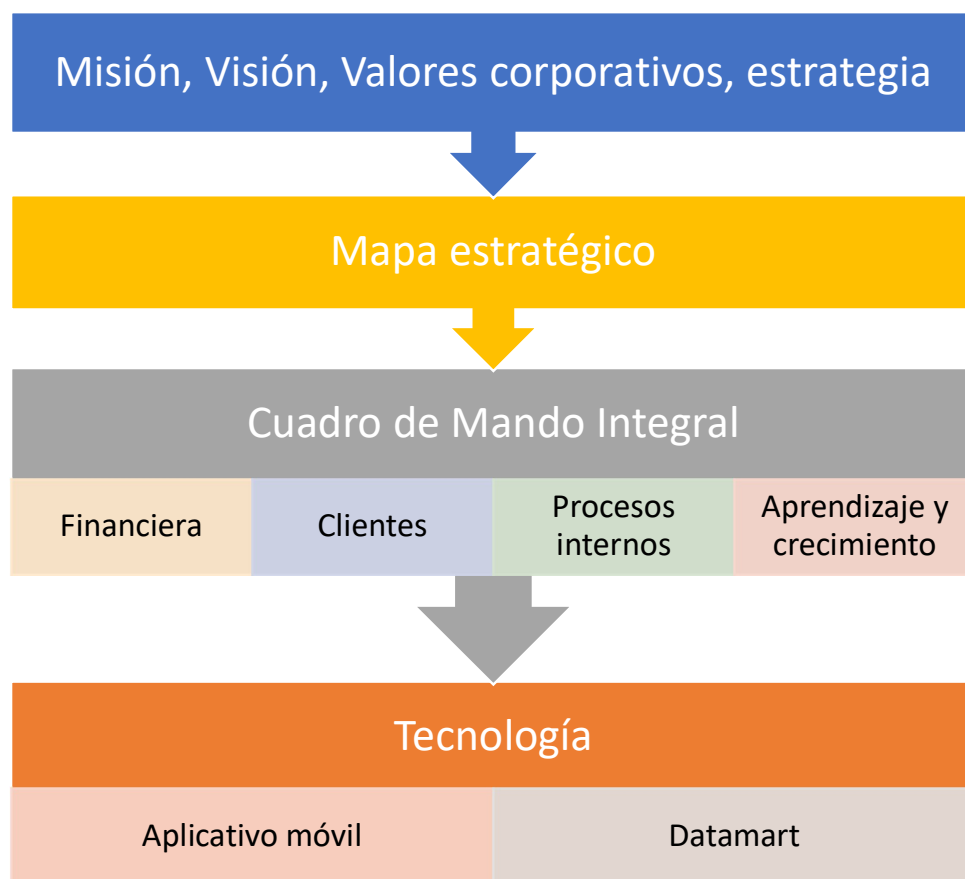 Misión, Visión, Valores corporativos, estrategia
Mapa estratégico
Cuadro de Mando Integral
Financiera
Clientes
Procesos
internos
Aprendizaje y
crecimiento
Tecnología
Aplicativo móvil
Datamart